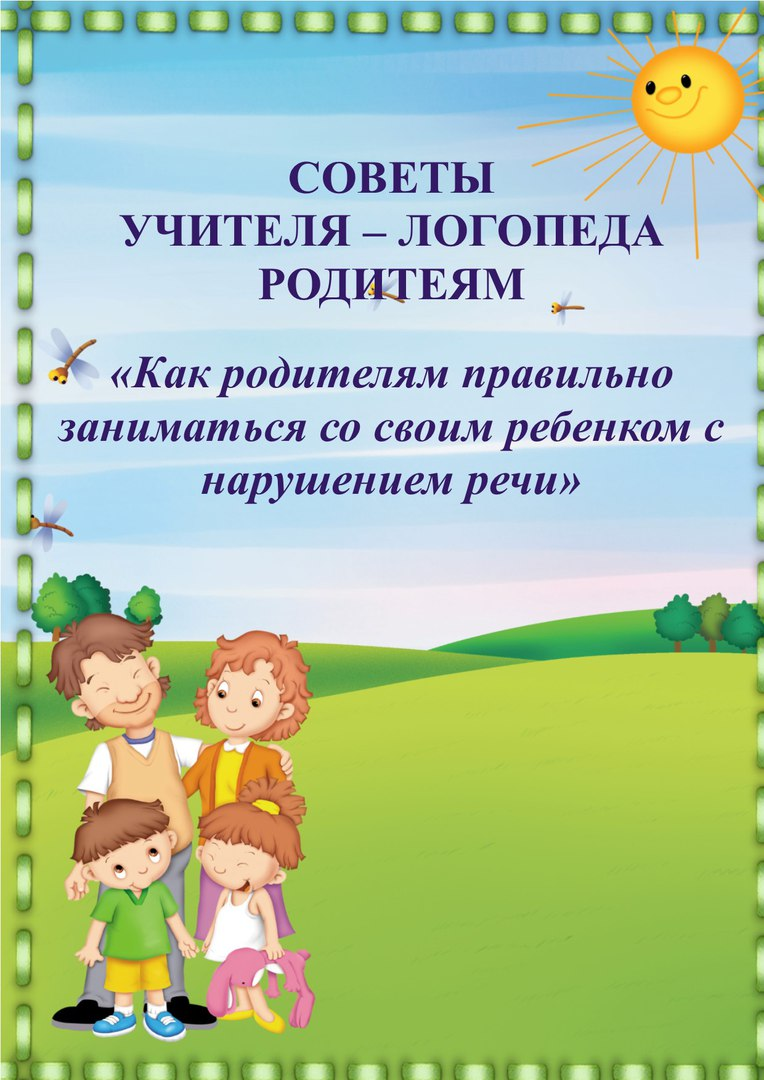 СОВЕТЫ
УЧИТЕЛЯ – ЛОГОПЕДА
РОДИТЕЯМ
«Как родителям правильно
заниматься со своим ребенком с
нарушением речи»